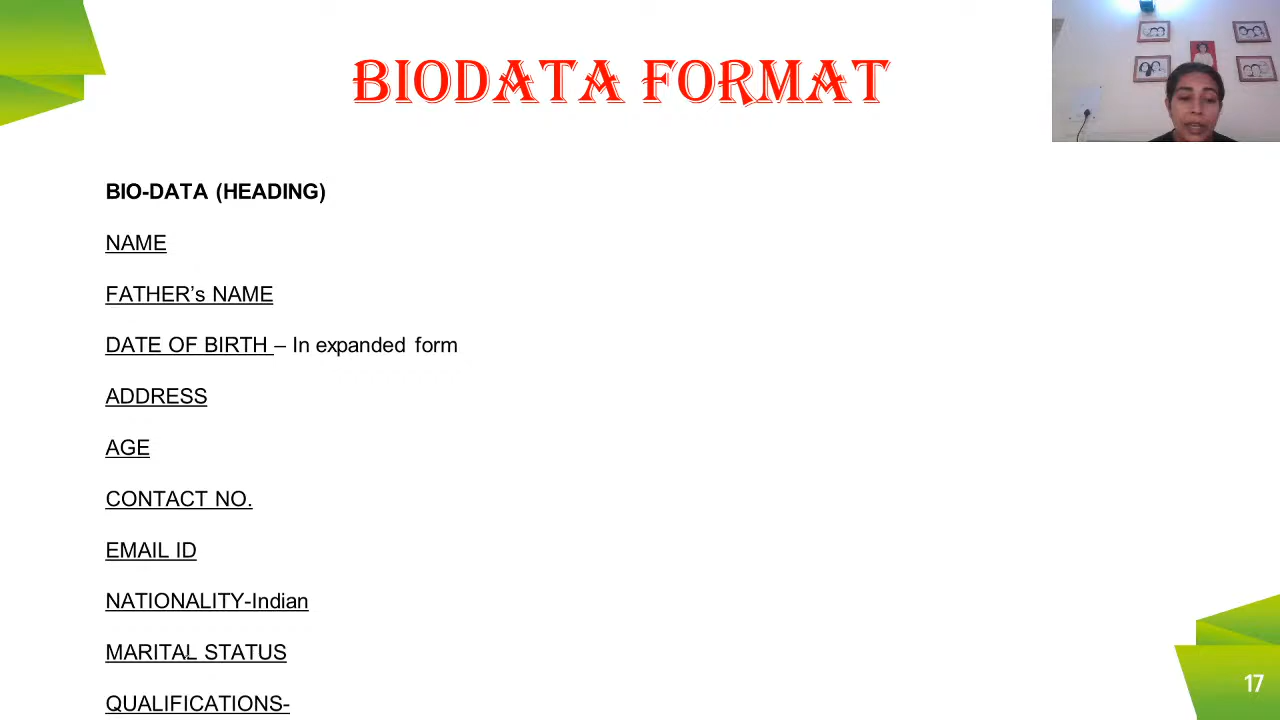 BIODATA FORMAT
BIO-DATA (HEADING)
NAME
FATHER’s NAME
DATE OF BIRTH – In expanded form
ADDRESS
AGE
CONTACT NO.
EMAIL ID
NATIONALITY-Indian
MARITAL STATUS
QUALIFICATIONS-
17